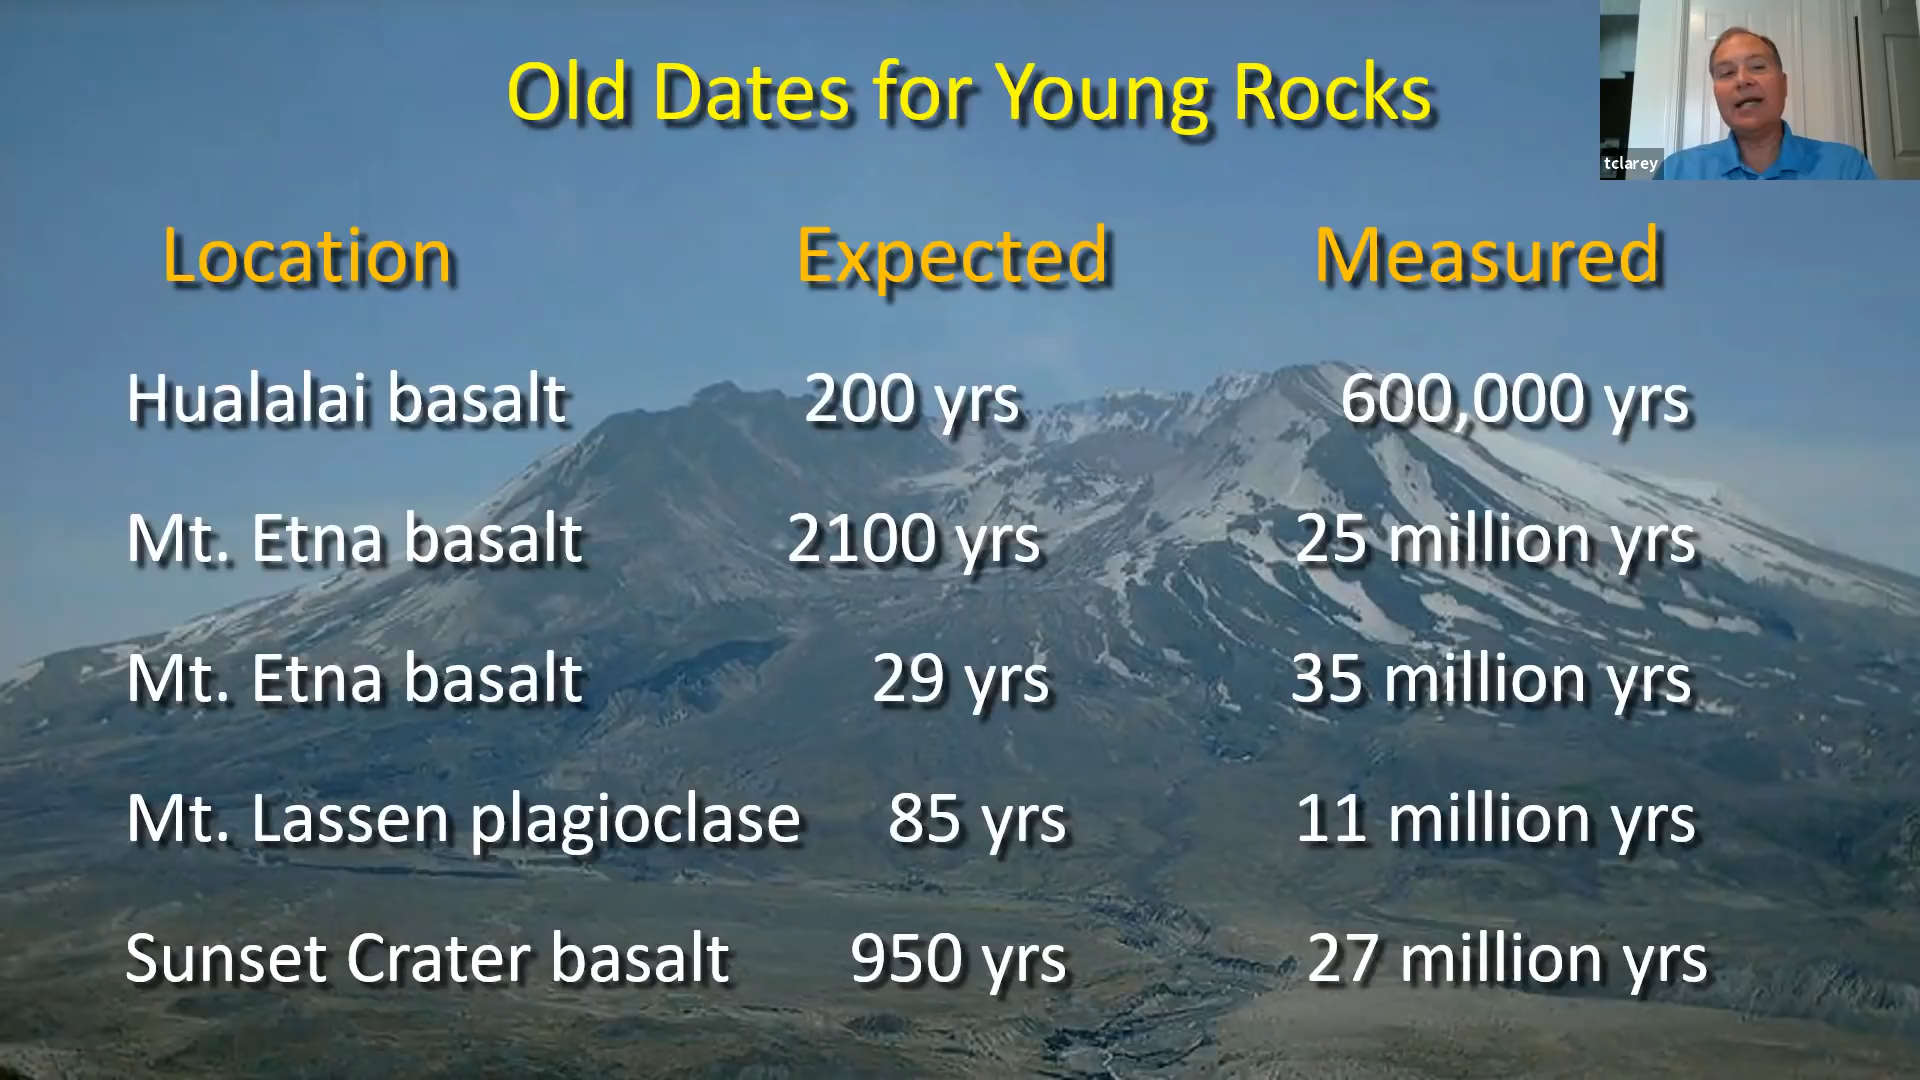 Old Dates for Young Rocks
tclarey
Location Expected Measured
Hualalai basalt 200 yrs 600,000 yrs
Mt. Etna basalt 2100 yrs 25 million yrs
Mt. Etna basalt 29 yrs 35 million yrs
Mt. Lassen plagioclase 85 yrs 11 million yrs
Sunset Crater basalt 950 yrs 27 million yrs